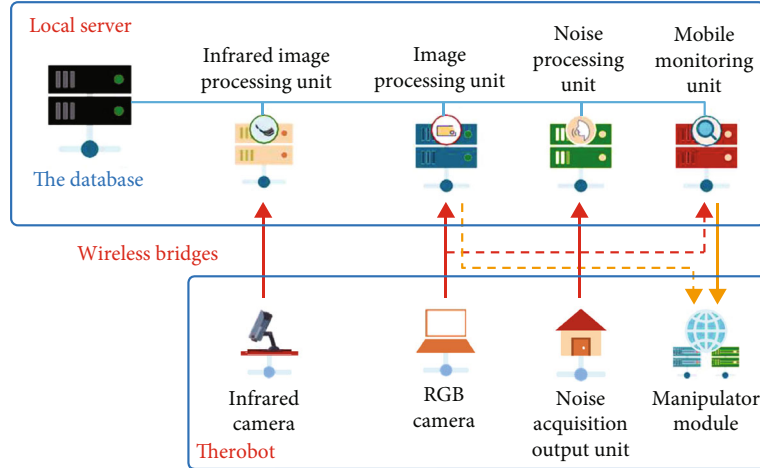 Local server
Infrared image
processing unit
Image
processing unit
Noise
processing
unit
Mobile
monitoring
unit
The database
Wireless bridges
Infrared
camera
RGB
camera
Noise
acquisition
output unit
Manipulator
module
Therobot